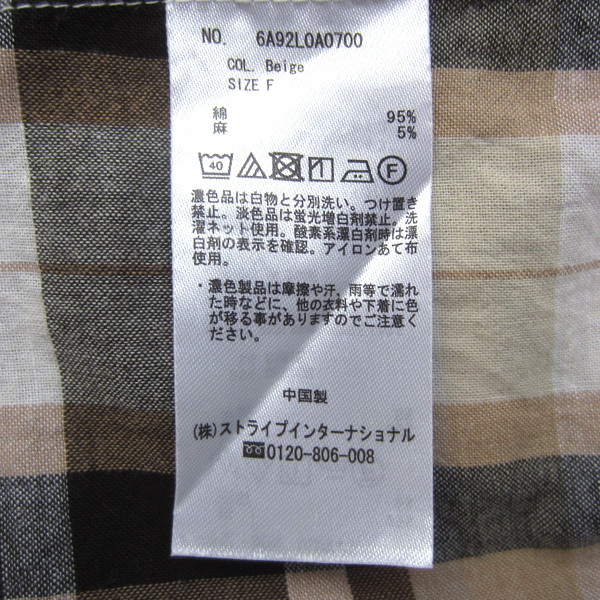 NO. 6A92L0A0700
COL. Beige
SIZE F
綿 95%
麻 5%
40 F
濃色品は白物と分別洗い。つけ置き
禁止。淡色品は蛍光増白剤禁止。洗
濯ネット使用。酸素系漂白剤時は漂
白剤の表示を確認。アイロンあて布
使用。
・濃色製品は摩擦や汗、雨等で濡れ
た時などに、他の衣料や下着に色
が移る事がありますのでご注意く
ださい。
中国製
(株)ストライプインターナショナル
0120-806-008